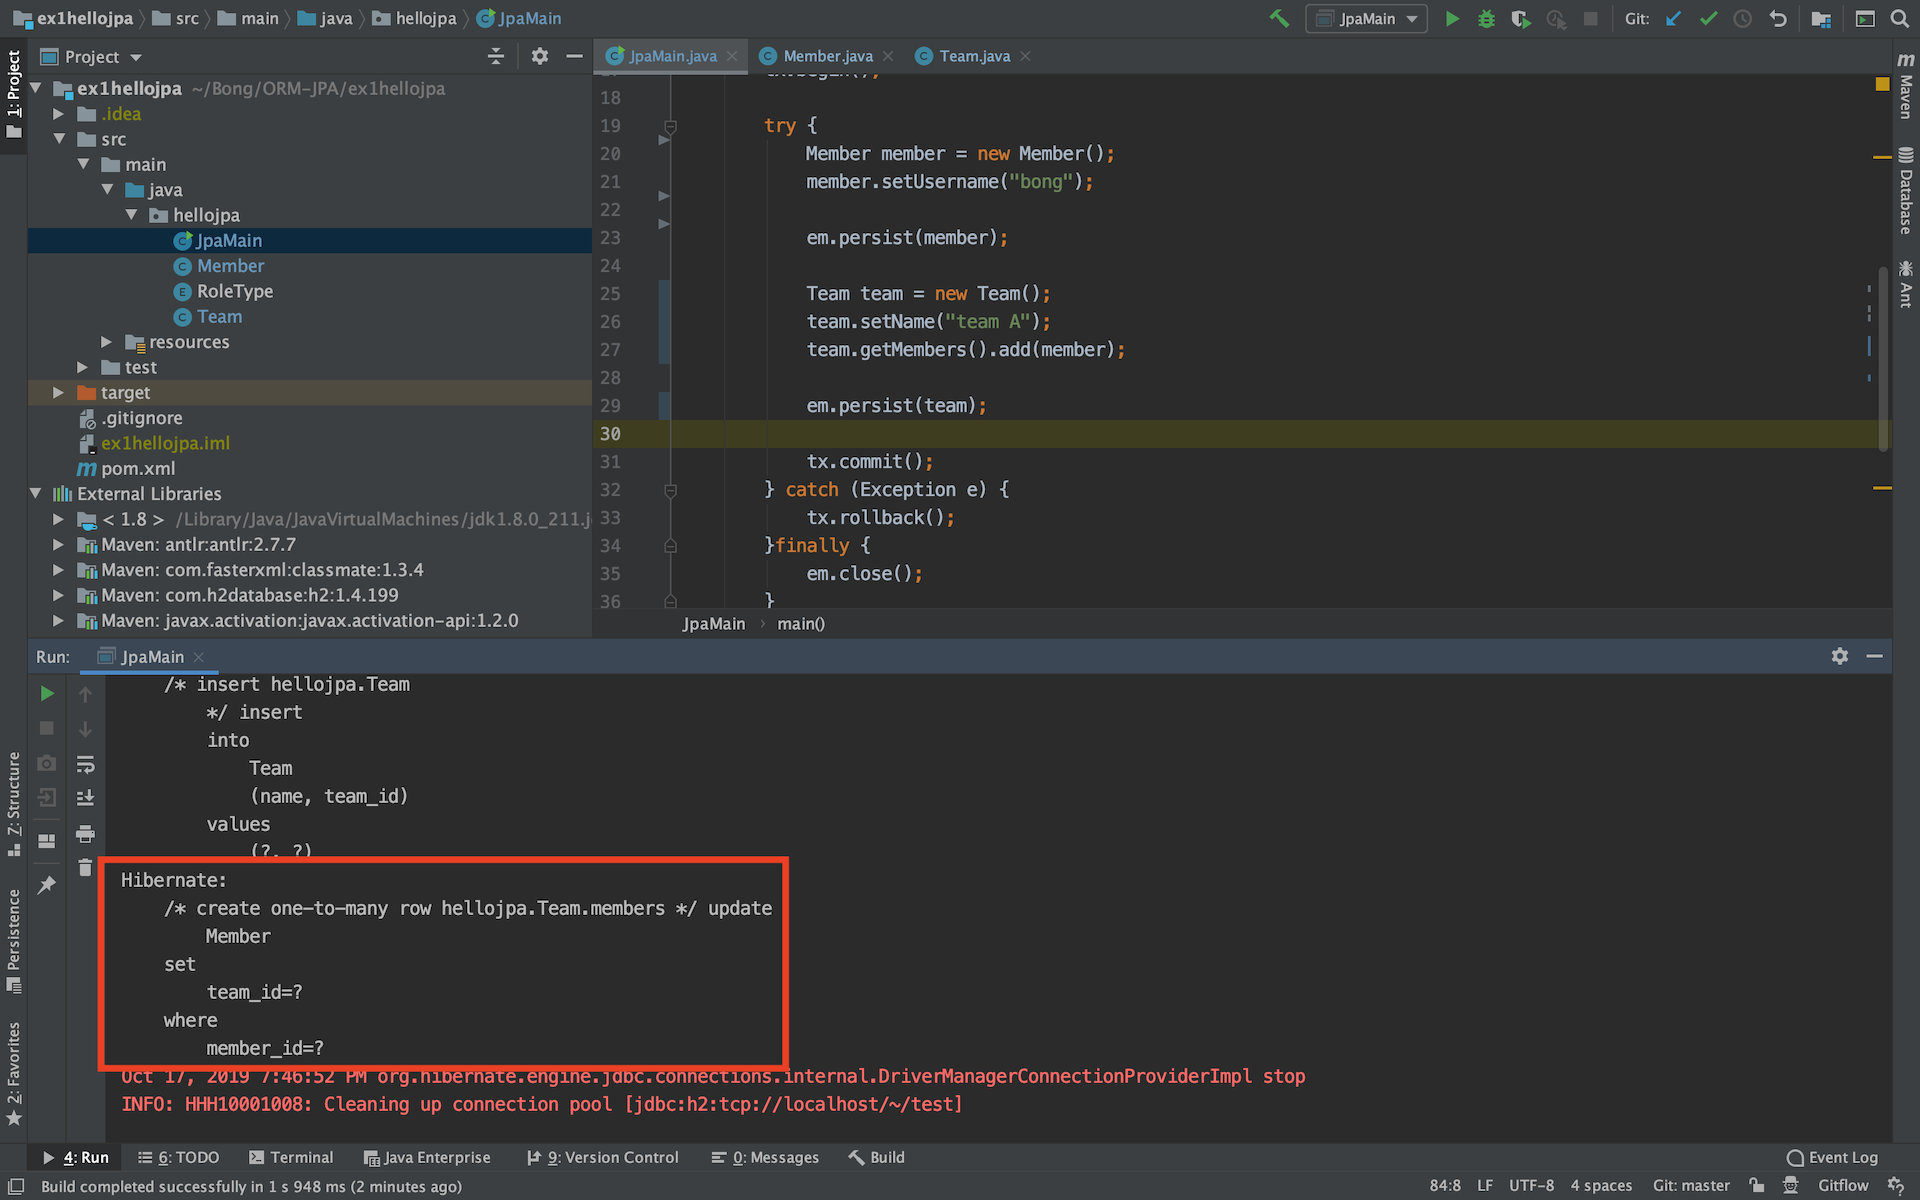 ex1hellojpa src main java hellojpa JpaMain
JpaMain Git:
1: Project
Project
ex1hellojpa ~/Bong/ORM-JPA/ex1hellojpa
.idea
src
main
java
hellojpa
JpaMain
Member
RoleType
Team
resources
test
target
.gitignore
ex1hellojpa.iml
pom.xml
External Libraries
< 1.8 > /Library/Java/JavaVirtualMachines/jdk1.8.0_211.j
Maven: antlr:antlr:2.7.7
Maven: com.fasterxml:classmate:1.3.4
Maven: com.h2database:h2:1.4.199
Maven: javax.activation:javax.activation-api:1.2.0
JpaMain.java Member.java Team.java
18
19 try {
20 Member member = new Member();
21 member.setUsername("bong");
22
23 em.persist(member);
24
25 Team team = new Team();
26 team.setName("team A");
27 team.getMembers().add(member);
28
29 em.persist(team);
30
31 tx.commit();
32 } catch (Exception e) {
33 tx.rollback();
34 }finally {
35 em.close();
36 }
JpaMain › main()
Maven
Database
Ant
Run: JpaMain
/* insert hellojpa.Team
*/ insert
into
Team
(name, team_id)
values
(?, ?)
Hibernate:
/* create one-to-many row hellojpa.Team.members */ update
Member
set
team_id=?
where
member_id=?
Oct 17, 2019 7:46:52 PM org.hibernate.engine.jdbc.connections.internal.DriverManagerConnectionProviderImpl stop
INFO: HHH10001008: Cleaning up connection pool [jdbc:h2:tcp://localhost/~/test]
Z: Structure
Persistence
2: Favorites
4: Run 6: TODO Terminal Java Enterprise 9: Version Control 0: Messages Build Event Log
Build completed successfully in 1 s 948 ms (2 minutes ago) 84:8 LF UTF-8 4 spaces Git: master Gitflow